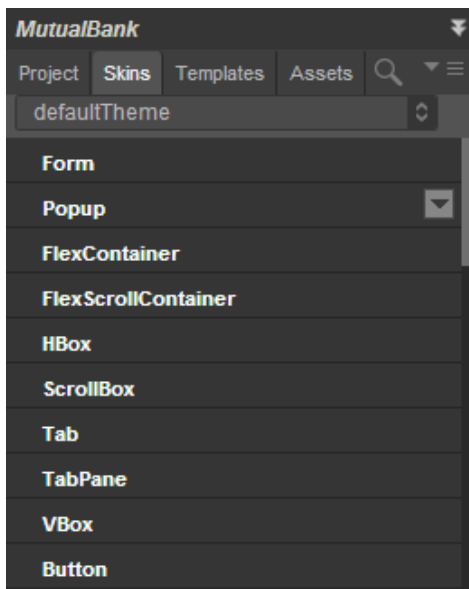 MutualBank
Project Skins Templates Assets
defaultTheme
Form
Popup
FlexContainer
FlexScrollContainer
HBox
ScrollBox
Tab
TabPane
VBox
Button